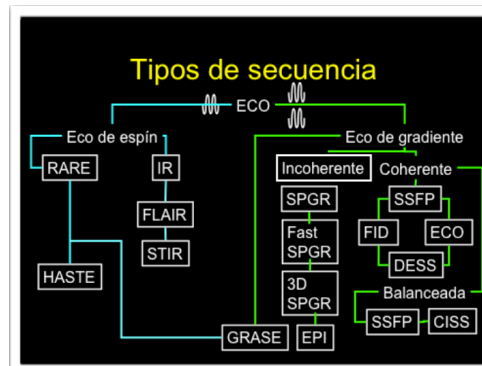 Tipos de secuencia
ECO
Eco de espín
Eco de gradiente
RARE
IR
Incoherente
Coherente
FLAIR
SPGR
SSFP
STIR
Fast
SPGR
FID
ECO
HASTE
3D
SPGR
DESS
Balanceada
GRASE
EPI
SSFP
CISS